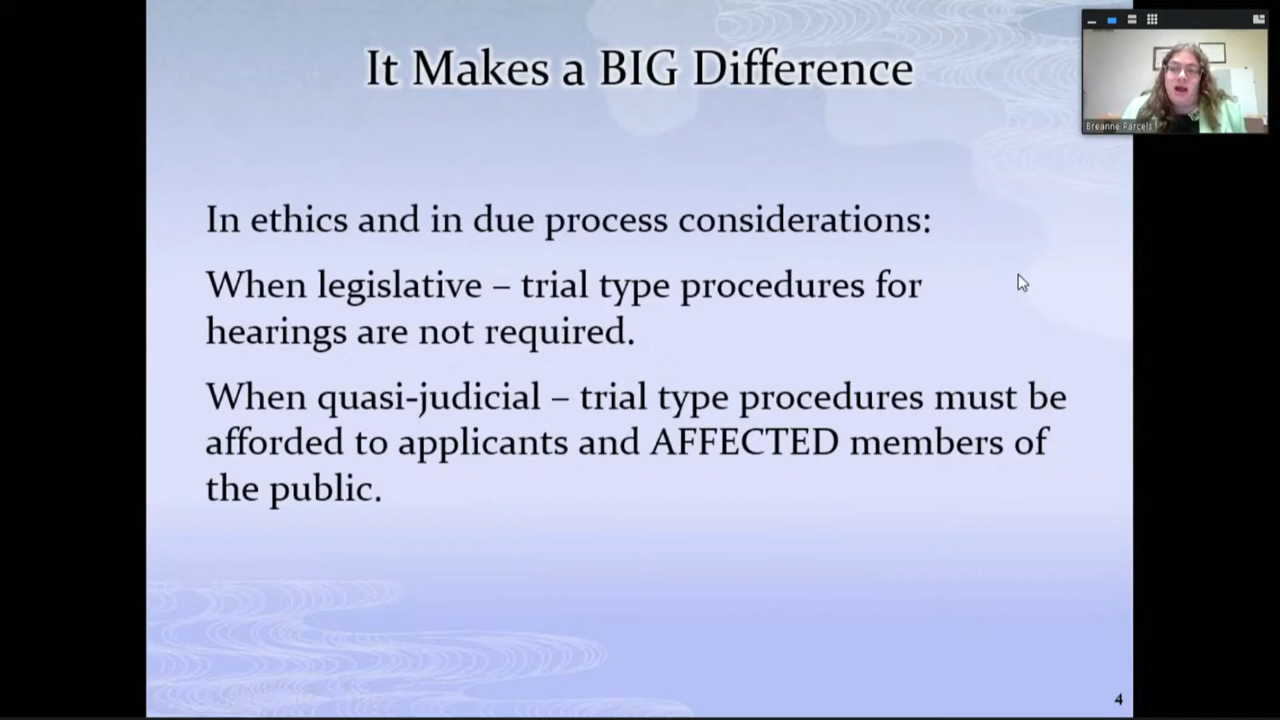 It Makes a BIG Difference
Breanne Parcels
In ethics and in due process considerations:
When legislative – trial type procedures for
hearings are not required.
When quasi-judicial – trial type procedures must be
afforded to applicants and AFFECTED members of
the public.
4